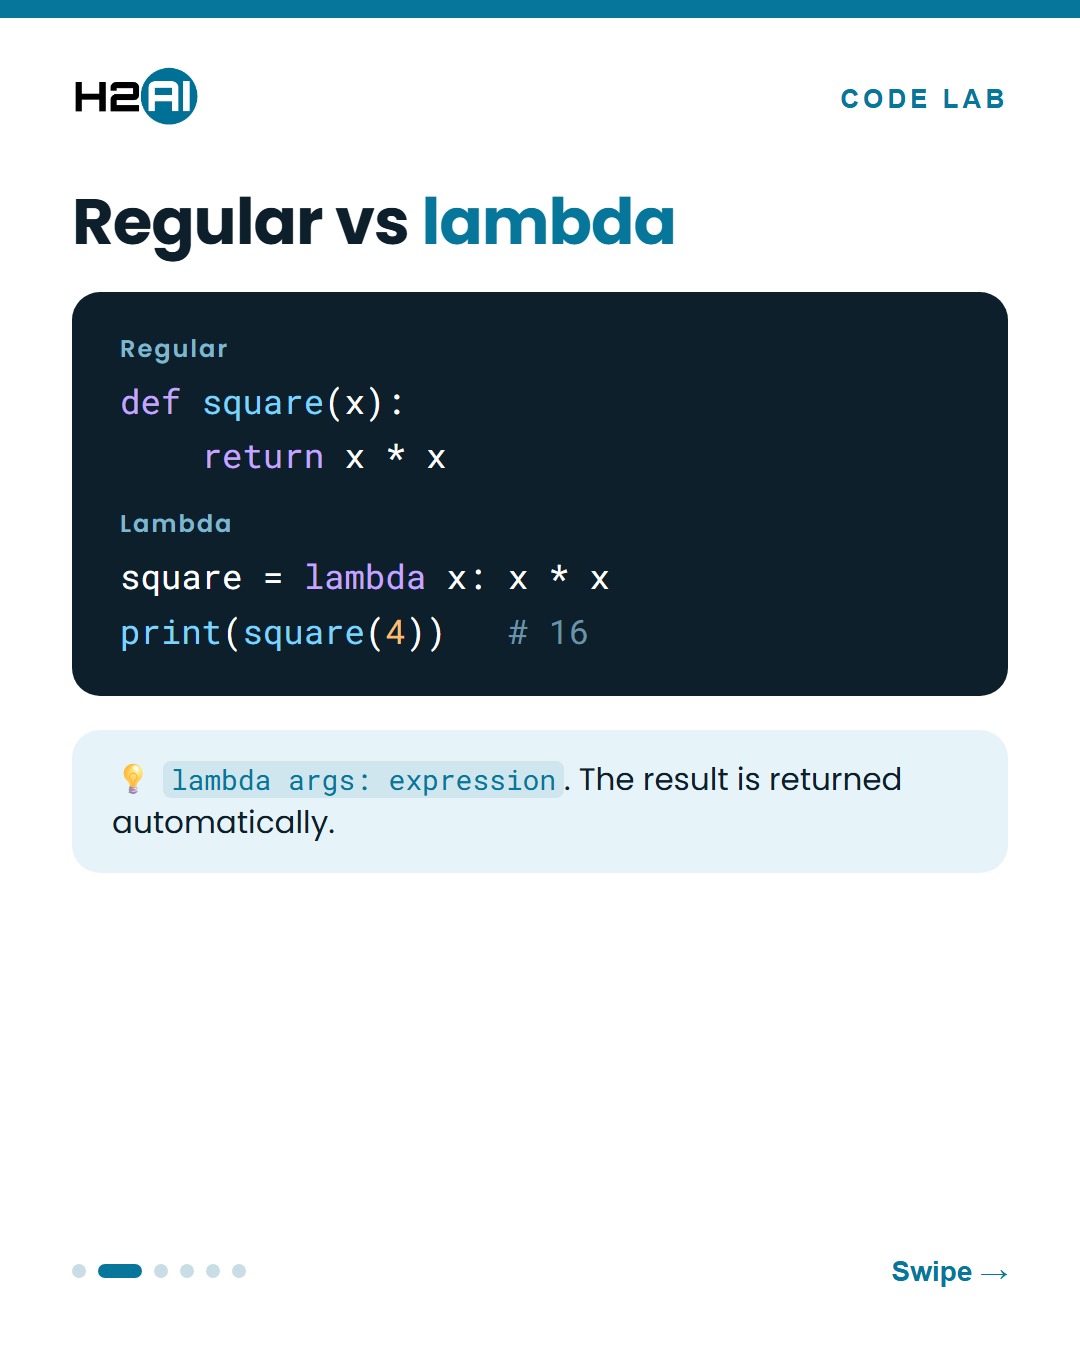 H2AI
CODE LAB
Regular vs lambda
Regular
def square(x):
    return x * x
Lambda
square = lambda x: x * x
print(square(4))   # 16
💡 lambda args: expression. The result is returned
automatically.
Swipe →